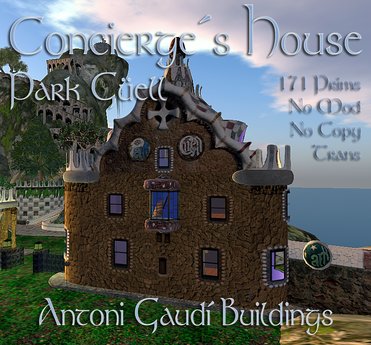 Concierge´s House
Park Güell
171 Prims
No Mod
No Copy
Trans
Antoni Gaudí Buildings